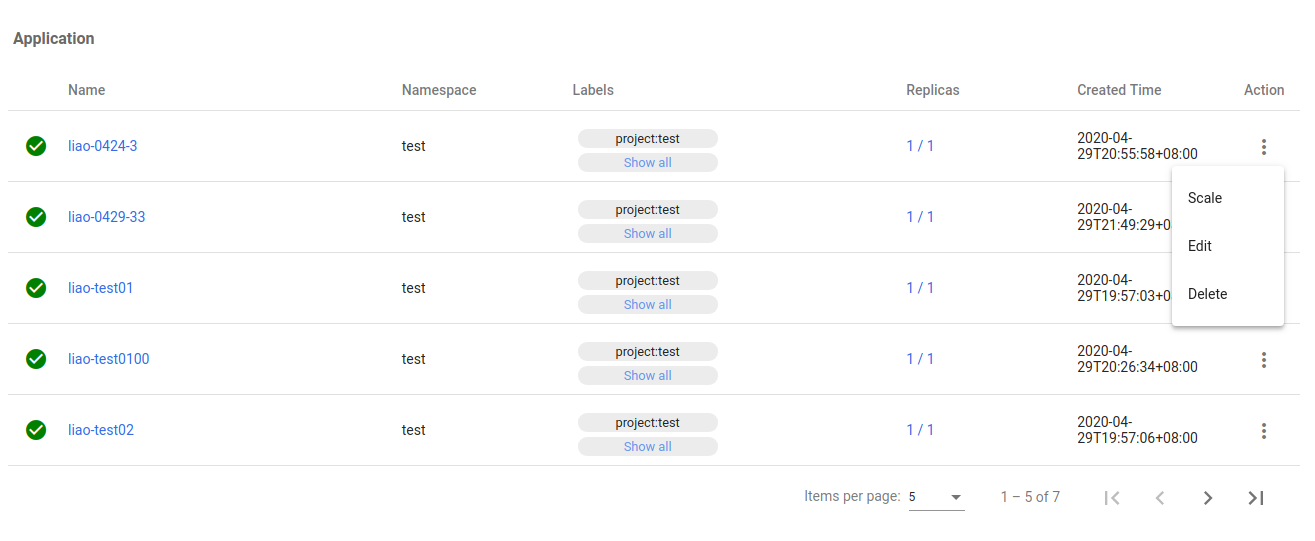 Application
Name Namespace Labels Replicas Created Time Action
liao-0424-3 test project:test 1 / 1 2020-04-
Show all 29T20:55:58+08:00
Scale
liao-0429-33 test project:test 1 / 1 2020-04-
Show all 29T21:49:29+0
Edit
liao-test01 test project:test 1 / 1 2020-04-
Show all 29T19:57:03+0
Delete
liao-test0100 test project:test 1 / 1 2020-04-
Show all 29T20:26:34+08:00
liao-test02 test project:test 1 / 1 2020-04-
Show all 29T19:57:06+08:00
Items per page: 5 1 – 5 of 7